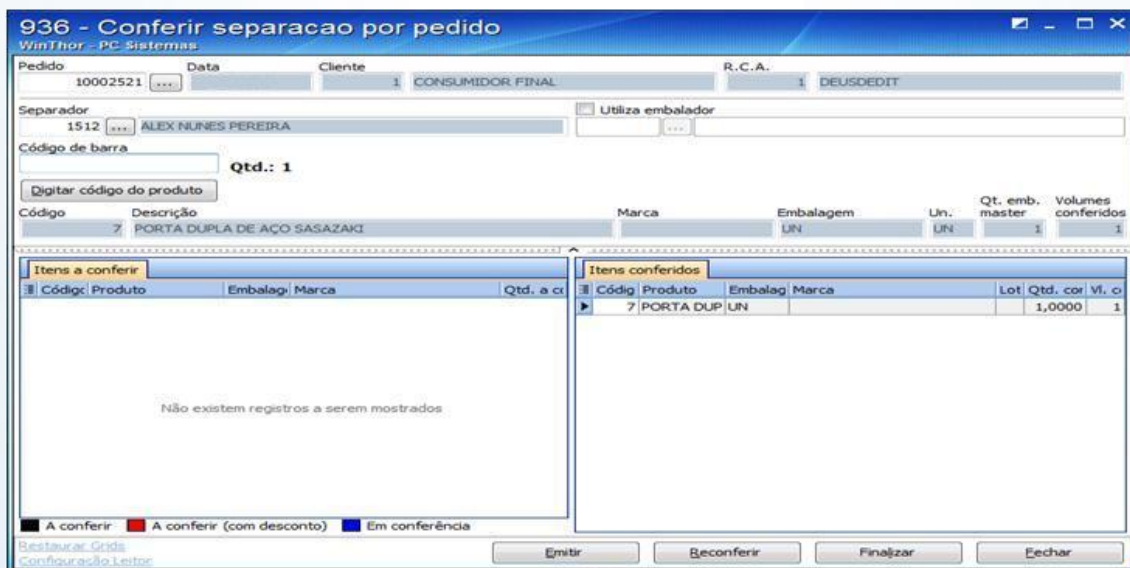 936 - Conferir separacao por pedido
WinThor - PC Sistemas
Pedido Data Cliente R.C.A.
10002521 ... 1 CONSUMIDOR FINAL 1 DEUSDEDIT
Separador Utiliza embalador
1512 ... ALEX NUNES PEREIRA ...
Código de barra
Qtd.: 1
Digitar código do produto
Código Descrição Marca Embalagem Un. Qt. emb. master Volumes conferidos
7 PORTA DUPLA DE AÇO SASAZAKI UN UN 1 1
Itens a conferir Itens conferidos
Códigc Produto Embalag Marca Qtd. a co Códig Produto Embalag Marca Lot Qtd. cor Vl. c
7 PORTA DUP UN 1,0000 1
Não existem registros a serem mostrados
A conferir A conferir (com desconto) Em conferência
Restaurar Grids
Configuração Leitor
Emitir Reconferir Finalizar Fechar